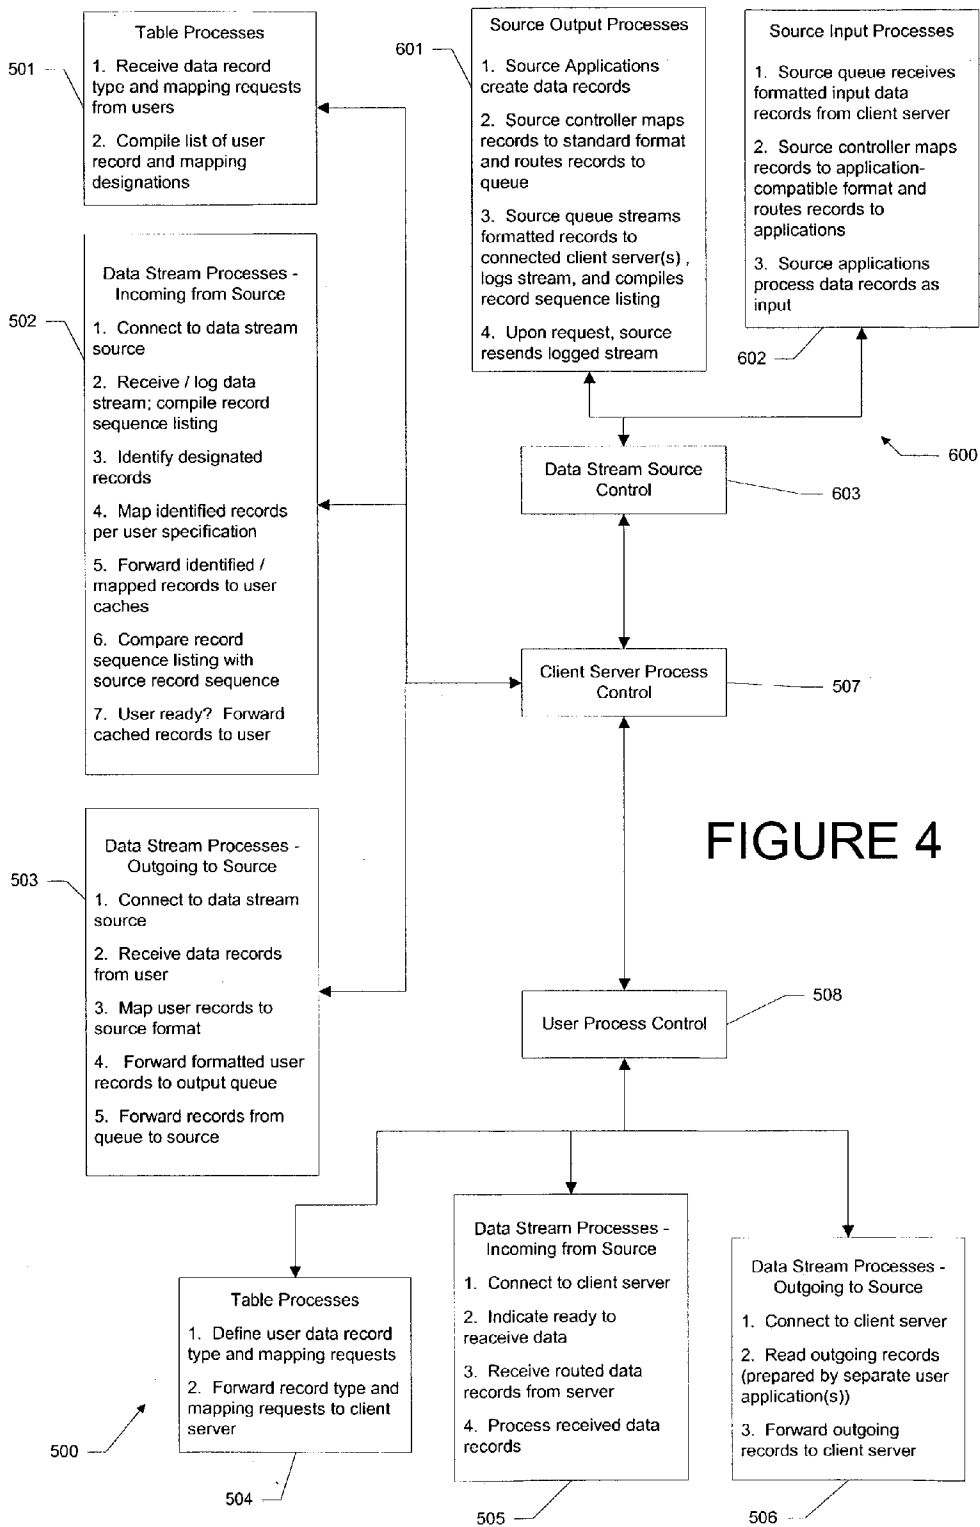 501
Table Processes
1. Receive data record
type and mapping requests
from users
2. Compile list of user
record and mapping
designations
601
Source Output Processes
1. Source Applications
create data records
2. Source controller maps
records to standard format
and routes records to
queue
3. Source queue streams
formatted records to
connected client server(s) ,
logs stream, and compiles
record sequence listing
4. Upon request, source
resends logged stream
Source Input Processes
1. Source queue receives
formatted input data
records from client server
2. Source controller maps
records to application-
compatible format and
routes records to
applications
3. Source applications
process data records as
input
602
600
502
Data Stream Processes -
Incoming from Source
1. Connect to data stream
source
2. Receive / log data
stream; compile record
sequence listing
3. Identify designated
records
4. Map identified records
per user specification
5. Forward identified /
mapped records to user
caches
6. Compare record
sequence listing with
source record sequence
7. User ready? Forward
cached records to user
Data Stream Source
Control
603
Client Server Process
Control
507
FIGURE 4
503
Data Stream Processes -
Outgoing to Source
1. Connect to data stream
source
2. Receive data records
from user
3. Map user records to
source format
4. Forward formatted user
records to output queue
5. Forward records from
queue to source
User Process Control
508
500
Table Processes
1. Define user data record
type and mapping requests
2. Forward record type and
mapping requests to client
server
504
Data Stream Processes -
Incoming from Source
1. Connect to client server
2. Indicate ready to
reaceive data
3. Receive routed data
records from server
4. Process received data
records
505
Data Stream Processes -
Outgoing to Source
1. Connect to client server
2. Read outgoing records
(prepared by separate user
application(s))
3. Forward outgoing
records to client server
506